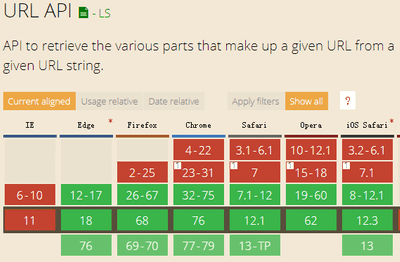 URL API - LS
API to retrieve the various parts that make up a given URL from a
given URL string.
Current aligned Usage relative Date relative Apply filters Show all ?
IE Edge * Firefox Chrome Safari Opera iOS Safari *
4-22 3.1-6.1 10-12.1 3.2-6.1
2-25 23-31 7 15-18 7.1
6-10 12-17 26-67 32-75 7.1-12 19-60 8-12.1
11 18 68 76 12.1 62 12.3
76 69-70 77-79 13-TP 13